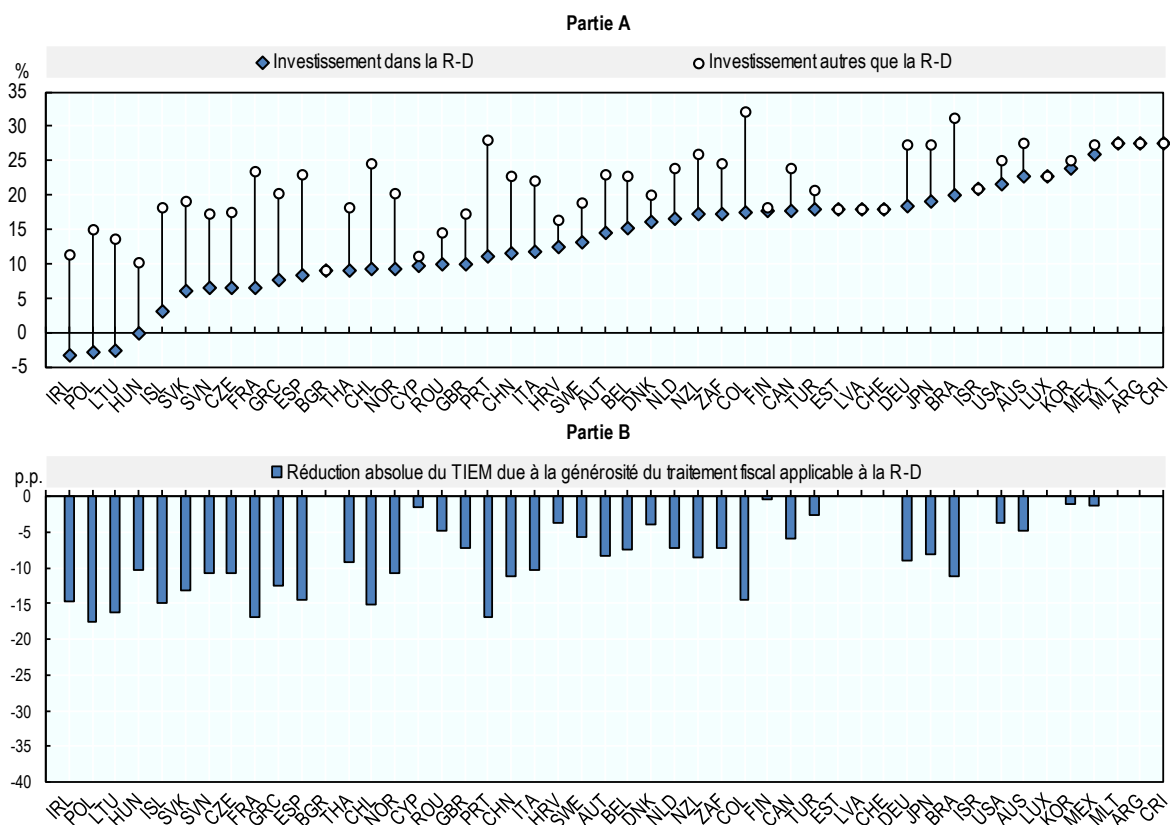 Partie A
Investissement dans la R-D Investissement autres que la R-D
%
35
30
25
20
15
10
5
0
-5
IRL POL LTU HUN ISL SVK SVN CZE FRA GRC ESP BGR THA CHL NOR CYP ROU GBR PRT CHN ITA HRV SWE AUT BEL DNK NLD NZL ZAF COL FIN CAN TUR EST LVA CHE DEU JPN BRA ISR USA AUS LUX KOR MEX MLT ARG CRI
Partie B
p.p.
Réduction absolue du TIEM due à la générosité du traitement fiscal applicable à la R-D
0
-5
-10
-15
-20
-25
-30
-35
-40
IRL POL LTU HUN ISL SVK SVN CZE FRA GRC ESP BGR THA CHL NOR CYP ROU GBR PRT CHN ITA HRV SWE AUT BEL DNK NLD NZL ZAF COL FIN CAN TUR EST LVA CHE DEU JPN BRA ISR USA AUS LUX KOR MEX MLT ARG CRI